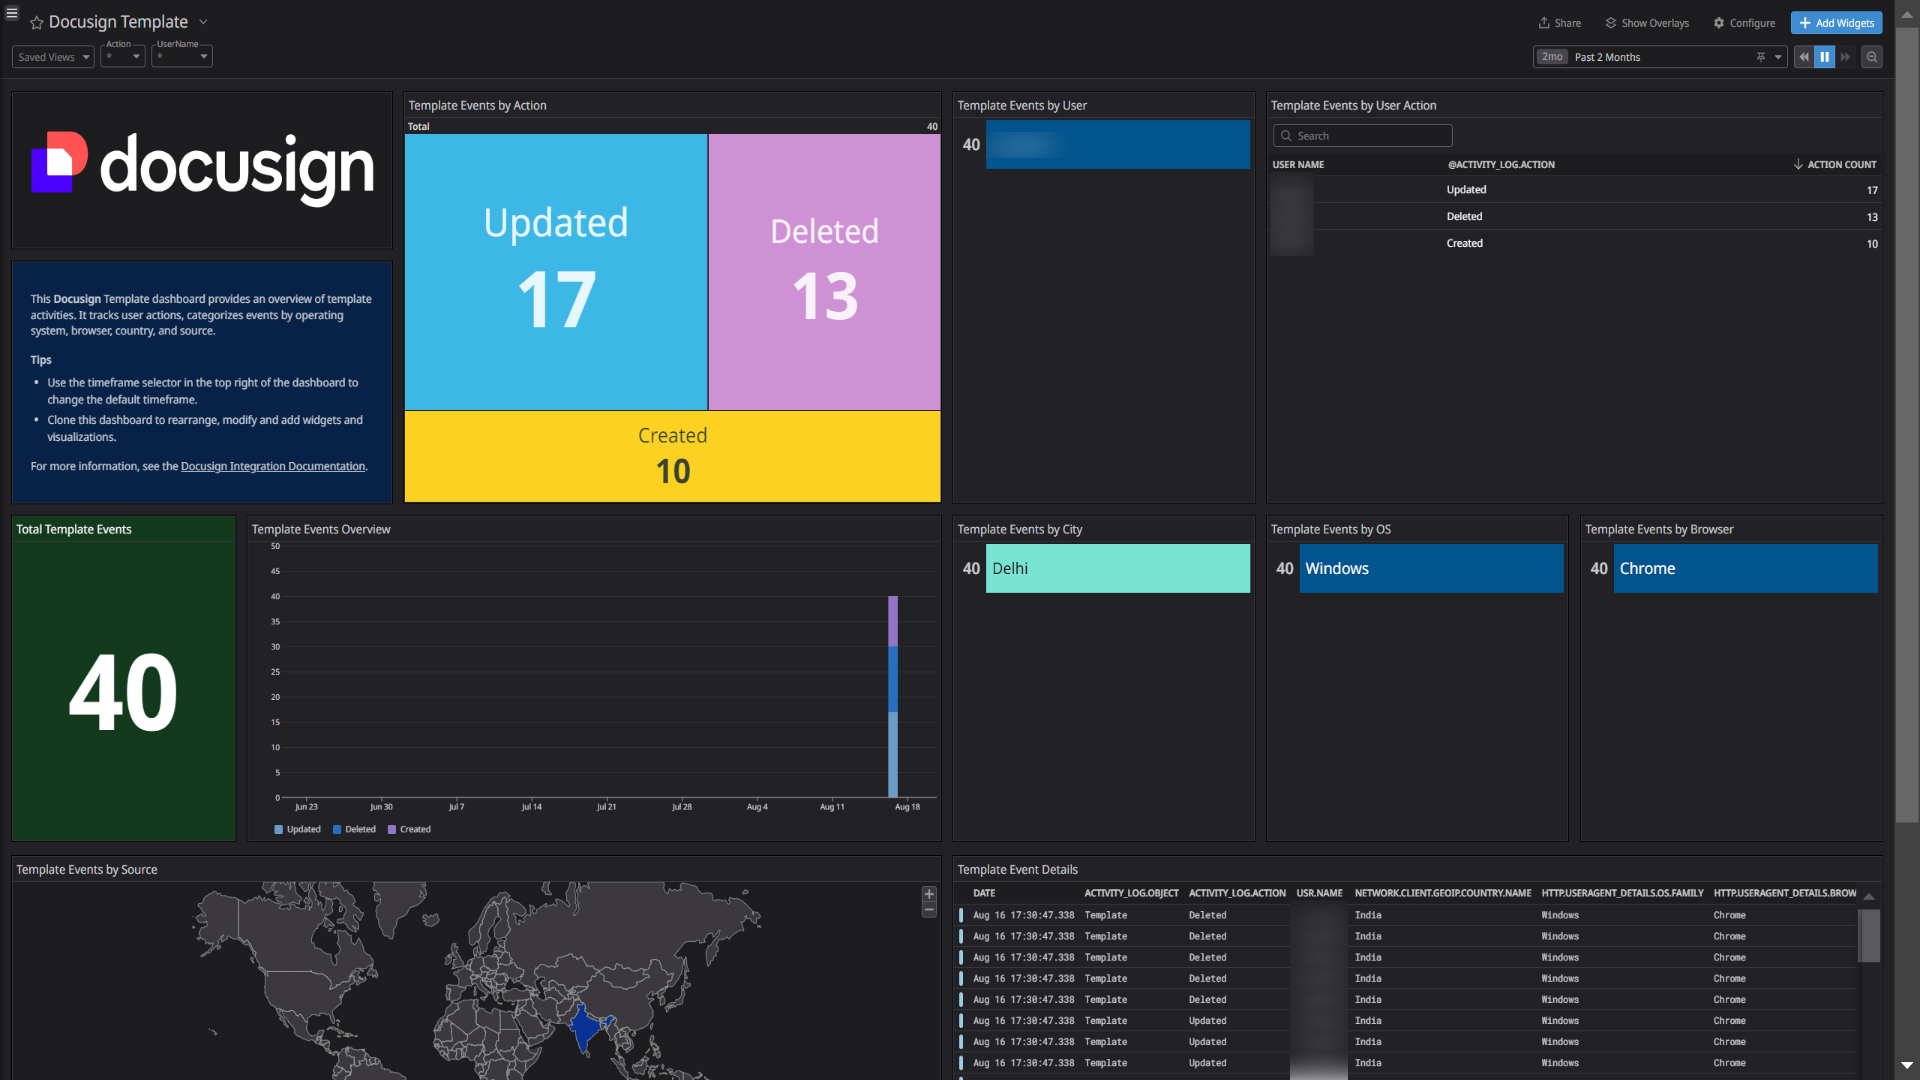 Docusign Template
Share
Show Overlays
Configure
Add Widgets
Saved Views
Action
*
UserName
*
2mo Past 2 Months
docusign
This Docusign Template dashboard provides an overview of template
activities. It tracks user actions, categorizes events by operating
system, browser, country, and source.
Tips
Use the timeframe selector in the top right of the dashboard to
change the default timeframe.
Clone this dashboard to rearrange, modify and add widgets and
visualizations.
For more information, see the Docusign Integration Documentation.
Template Events by Action
Total 40
Updated
17
Deleted
13
Created
10
Template Events by User
40
Template Events by User Action
Search
USER NAME @ACTIVITY_LOG.ACTION ACTION COUNT
Updated 17
Deleted 13
Created 10
Total Template Events
40
Template Events Overview
50
45
40
35
30
25
20
15
10
5
0
Jun 23 Jun 30 Jul 7 Jul 14 Jul 21 Jul 28 Aug 4 Aug 11 Aug 18
Updated Deleted Created
Template Events by City
40 Delhi
Template Events by OS
40 Windows
Template Events by Browser
40 Chrome
Template Events by Source
+
−
Template Event Details
DATE ACTIVITY_LOG.OBJECT ACTIVITY_LOG.ACTION USR.NAME NETWORK.CLIENT.GEOIP.COUNTRY.NAME HTTP.USERAGENT_DETAILS.OS.FAMILY HTTP.USERAGENT_DETAILS.BROW
Aug 16 17:30:47.338 Template Deleted India Windows Chrome
Aug 16 17:30:47.338 Template Deleted India Windows Chrome
Aug 16 17:30:47.338 Template Deleted India Windows Chrome
Aug 16 17:30:47.338 Template Deleted India Windows Chrome
Aug 16 17:30:47.338 Template Deleted India Windows Chrome
Aug 16 17:30:47.338 Template Updated India Windows Chrome
Aug 16 17:30:47.338 Template Updated India Windows Chrome
Aug 16 17:30:47.338 Template Updated India Windows Chrome